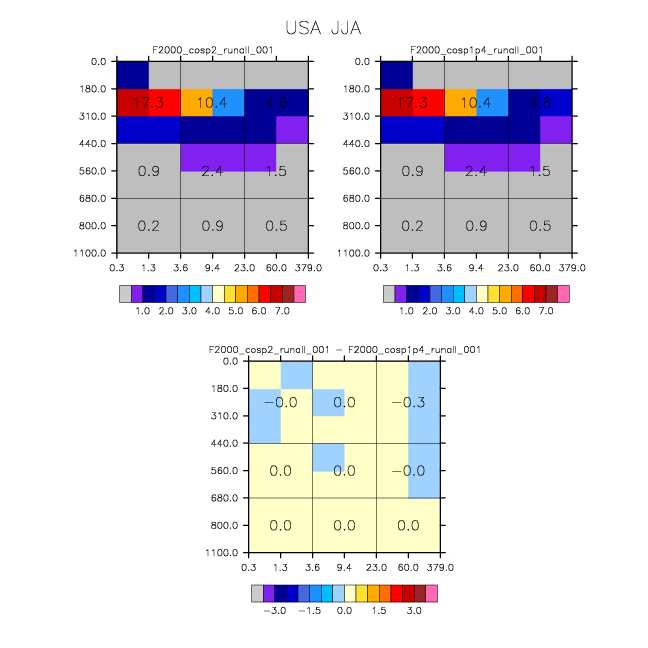 USA JJA
F2000_cosp2_runall_001
F2000_cosp1p4_runall_001
0.0
180.0
310.0
440.0
560.0
680.0
800.0
1100.0
17.3 10.4 4.6
0.9 2.4 1.5
0.2 0.9 0.5
0.3 1.3 3.6 9.4 23.0 60.0 379.0
1.0 2.0 3.0 4.0 5.0 6.0 7.0
0.0
180.0
310.0
440.0
560.0
680.0
800.0
1100.0
17.3 10.4 4.8
0.9 2.4 1.5
0.2 0.9 0.5
0.3 1.3 3.6 9.4 23.0 60.0 379.0
1.0 2.0 3.0 4.0 5.0 6.0 7.0
F2000_cosp2_runall_001 − F2000_cosp1p4_runall_001
0.0
180.0
310.0
440.0
560.0
680.0
800.0
1100.0
−0.0 0.0 −0.3
0.0 0.0 −0.0
0.0 0.0 0.0
0.3 1.3 3.6 9.4 23.0 60.0 379.0
−3.0 −1.5 0.0 1.5 3.0